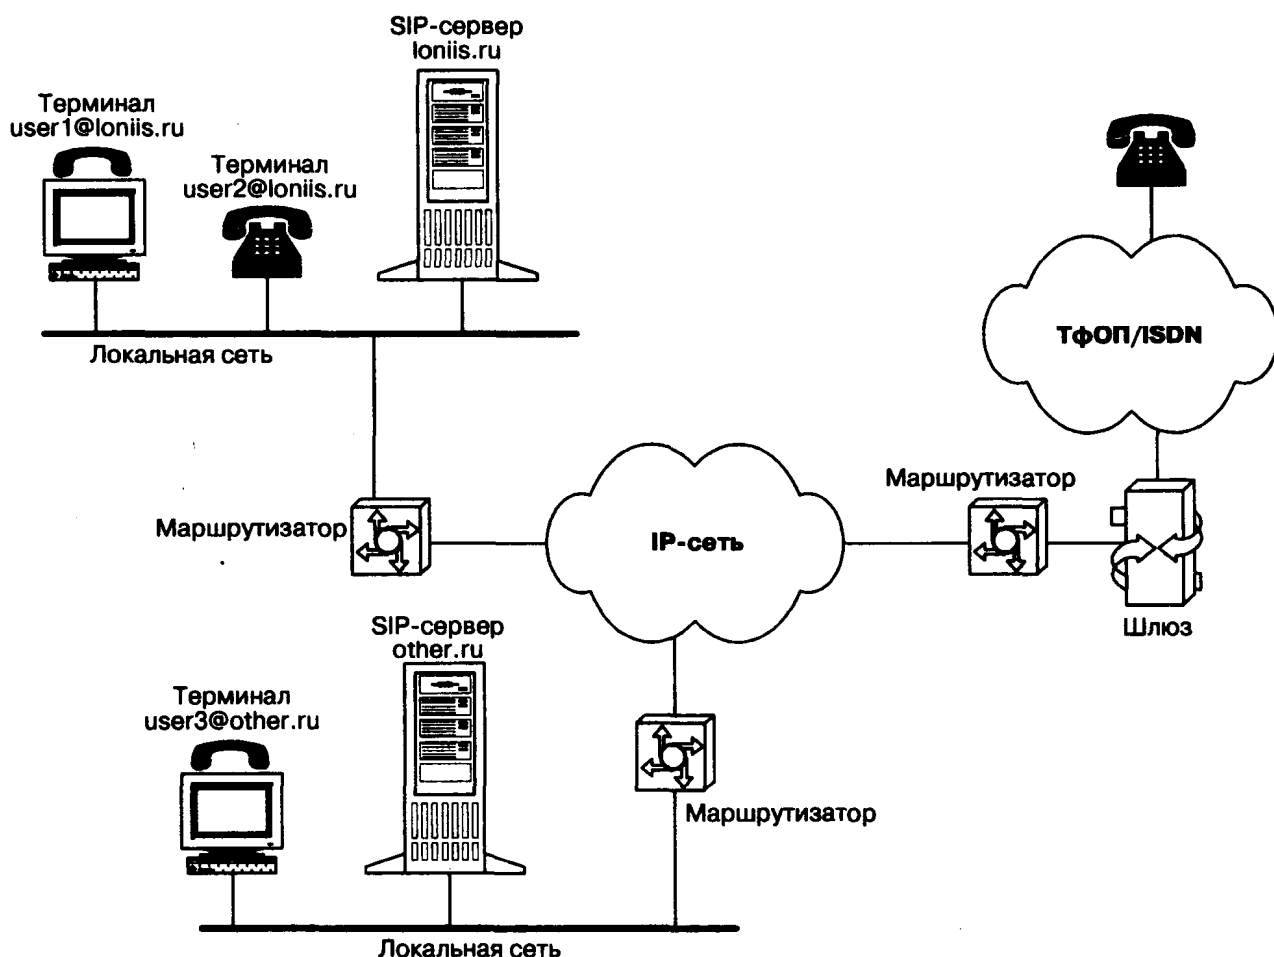 SIP-сервер
loniis.ru
Терминал
user1@loniis.ru
Терминал
user2@loniis.ru
Локальная сеть
ТфОП/ISDN
Маршрутизатор
Маршрутизатор
IP-сеть
Шлюз
SIP-сервер
other.ru
Терминал
user3@other.ru
Маршрутизатор
Локальная сеть